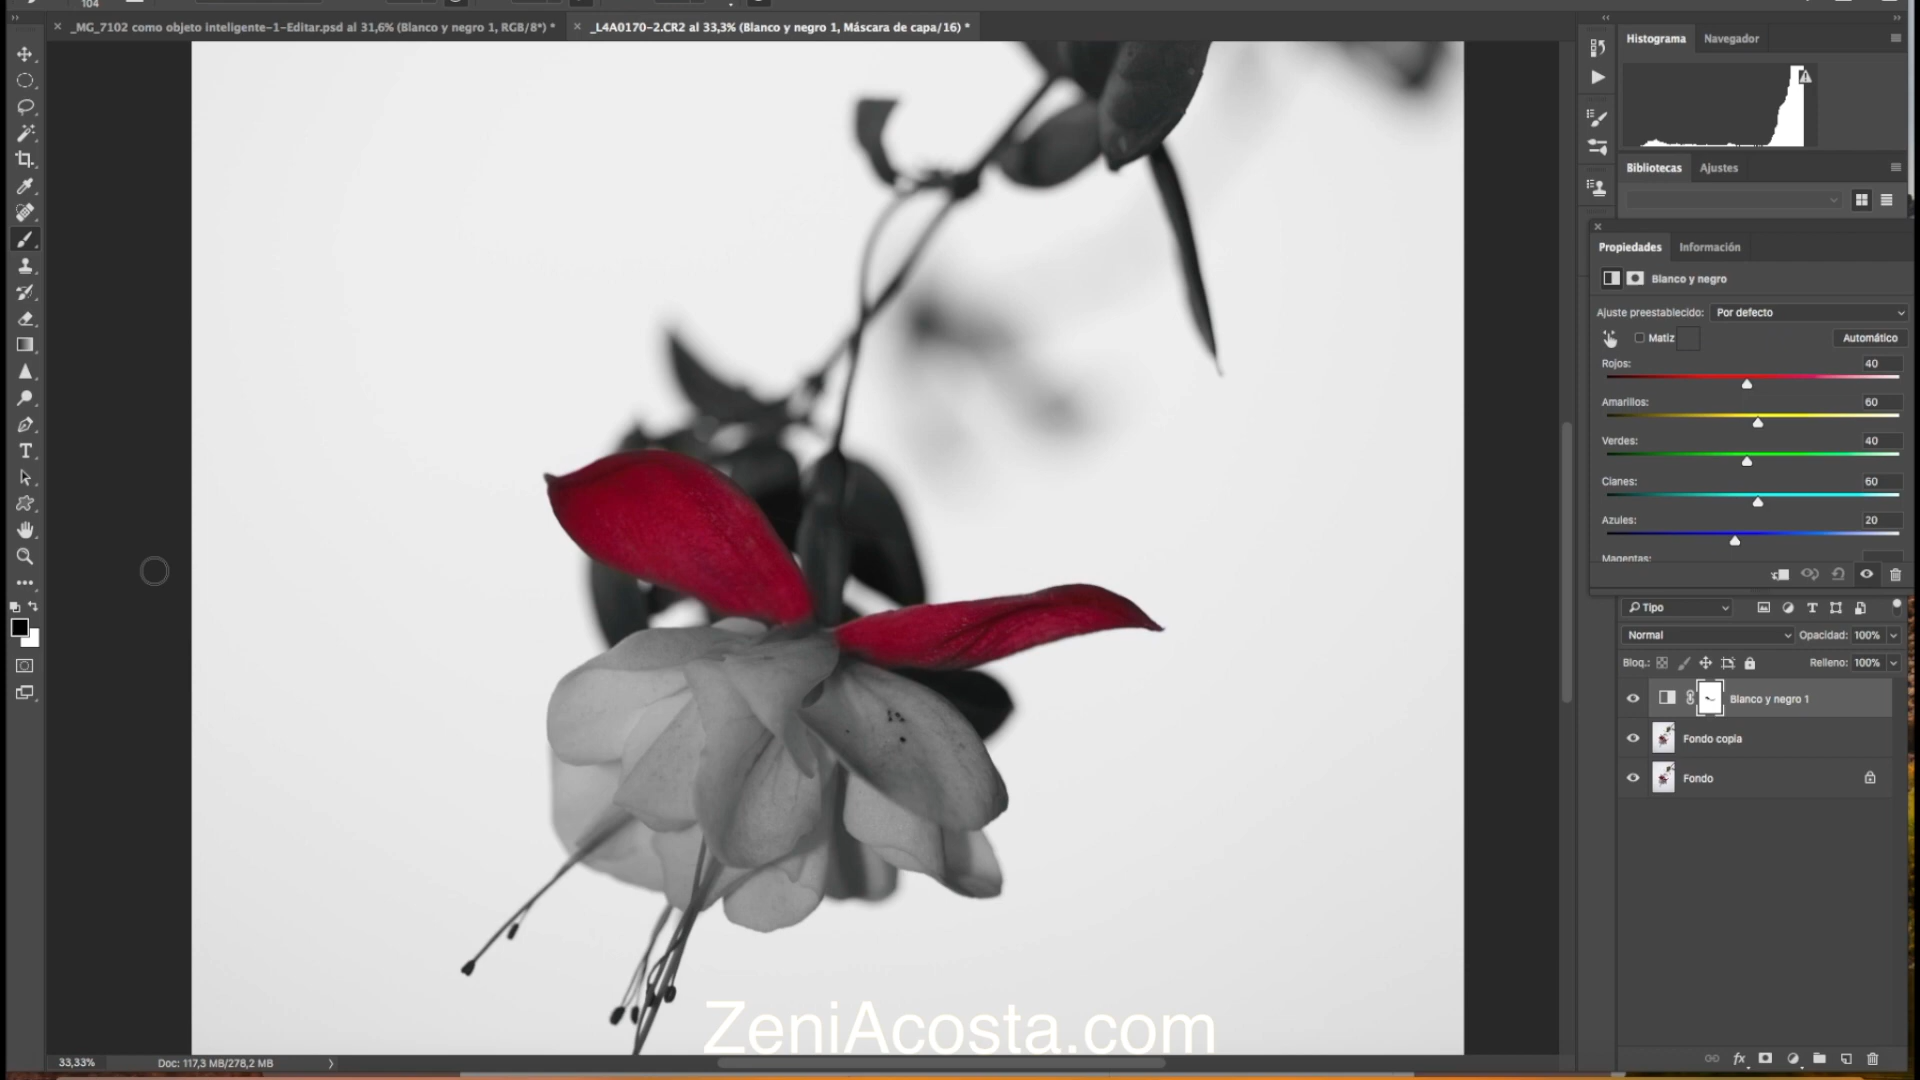 104
× _MG_7102 como objeto inteligente-1-Editar.psd al 31,6% (Blanco y negro 1, RGB/8*) *
× _L4A0170-2.CR2 al 33,3% (Blanco y negro 1, Máscara de capa/16) *
Histograma Navegador
Bibliotecas Ajustes
Propiedades Información
Blanco y negro
Ajuste preestablecido: Por defecto
Matiz Automático
Rojos: 40
Amarillos: 60
Verdes: 40
Cianes: 60
Azules: 20
Magentas:
Tipo
Normal Opacidad: 100%
Bloq.: Relleno: 100%
Blanco y negro 1
Fondo copia
Fondo
fx
ZeniAcosta.com
33,33% Doc: 117,3 MB/278,2 MB